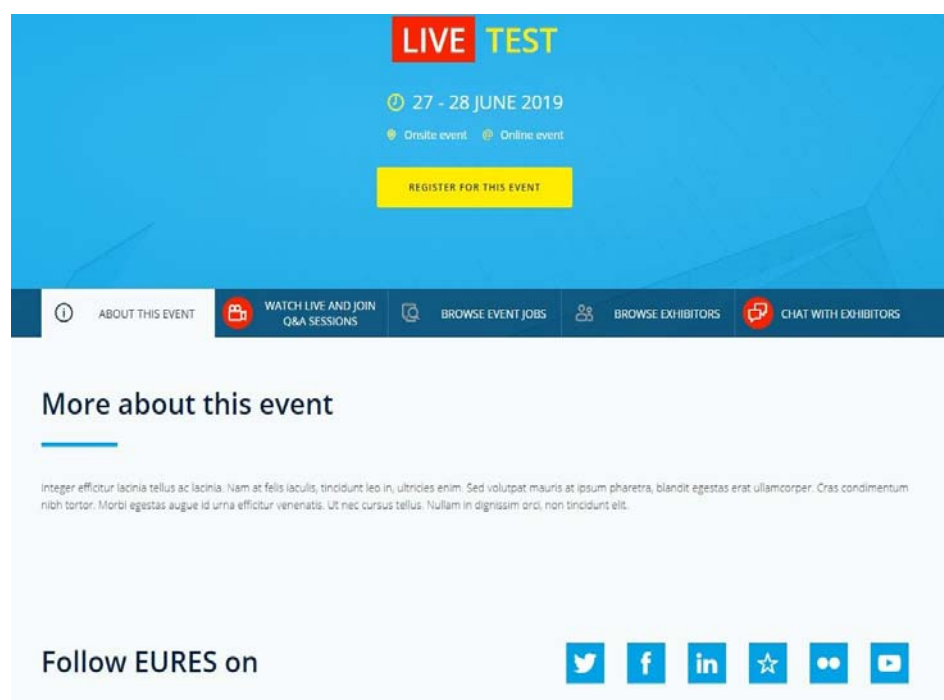 LIVE TEST
27 - 28 JUNE 2019
Onsite event @ Online event
REGISTER FOR THIS EVENT
ABOUT THIS EVENT
WATCH LIVE AND JOIN
Q&A SESSIONS
BROWSE EVENT JOBS
BROWSE EXHIBITORS
CHAT WITH EXHIBITORS
More about this event
Integer efficitur lacinia tellus ac lacinia. Nam at felis iaculis, tincidunt leo in, ultricies enim. Sed volutpat mauris at ipsum pharetra, blandit egestas erat ullamcorper. Cras condimentum
nibh tortor. Morbi egestas augue id urna efficitur venenatis. Ut nec cursus tellus. Nullam in dignissim orci, non tincidunt elit.
Follow EURES on